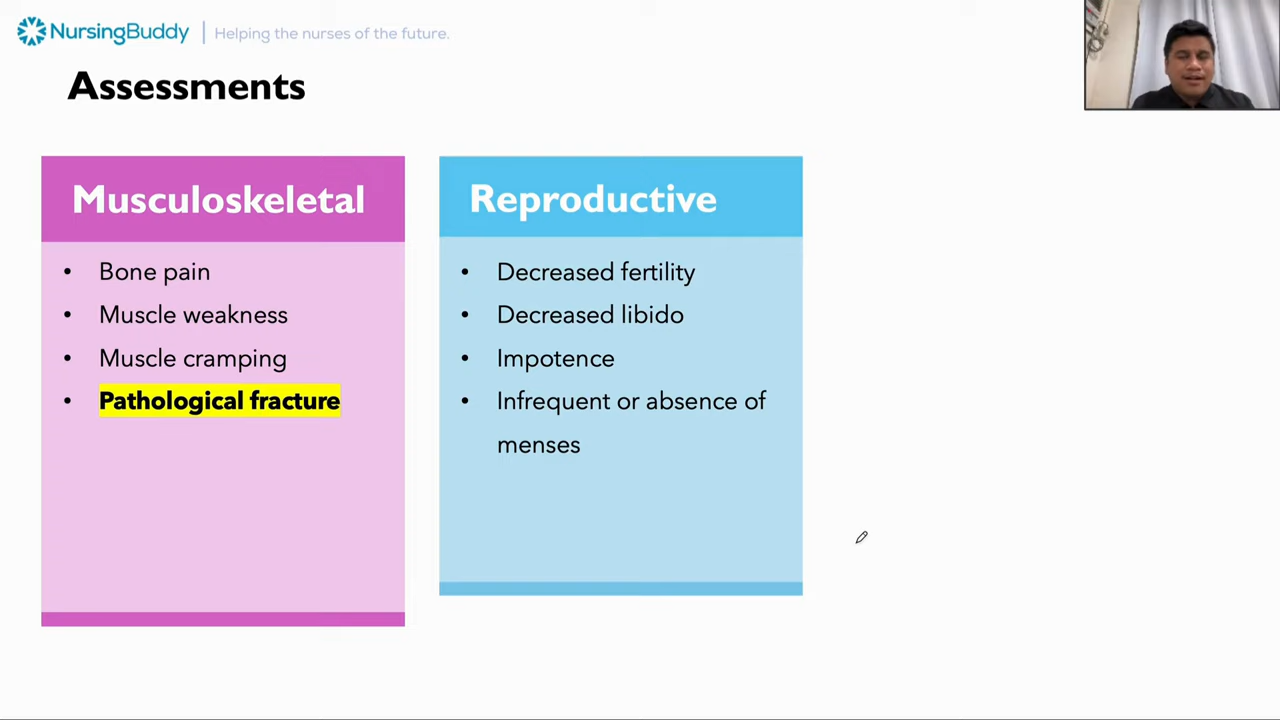 NursingBuddy | Helping the nurses of the future.
Assessments
Musculoskeletal
• Bone pain
• Muscle weakness
• Muscle cramping
• Pathological fracture
Reproductive
• Decreased fertility
• Decreased libido
• Impotence
• Infrequent or absence of
menses